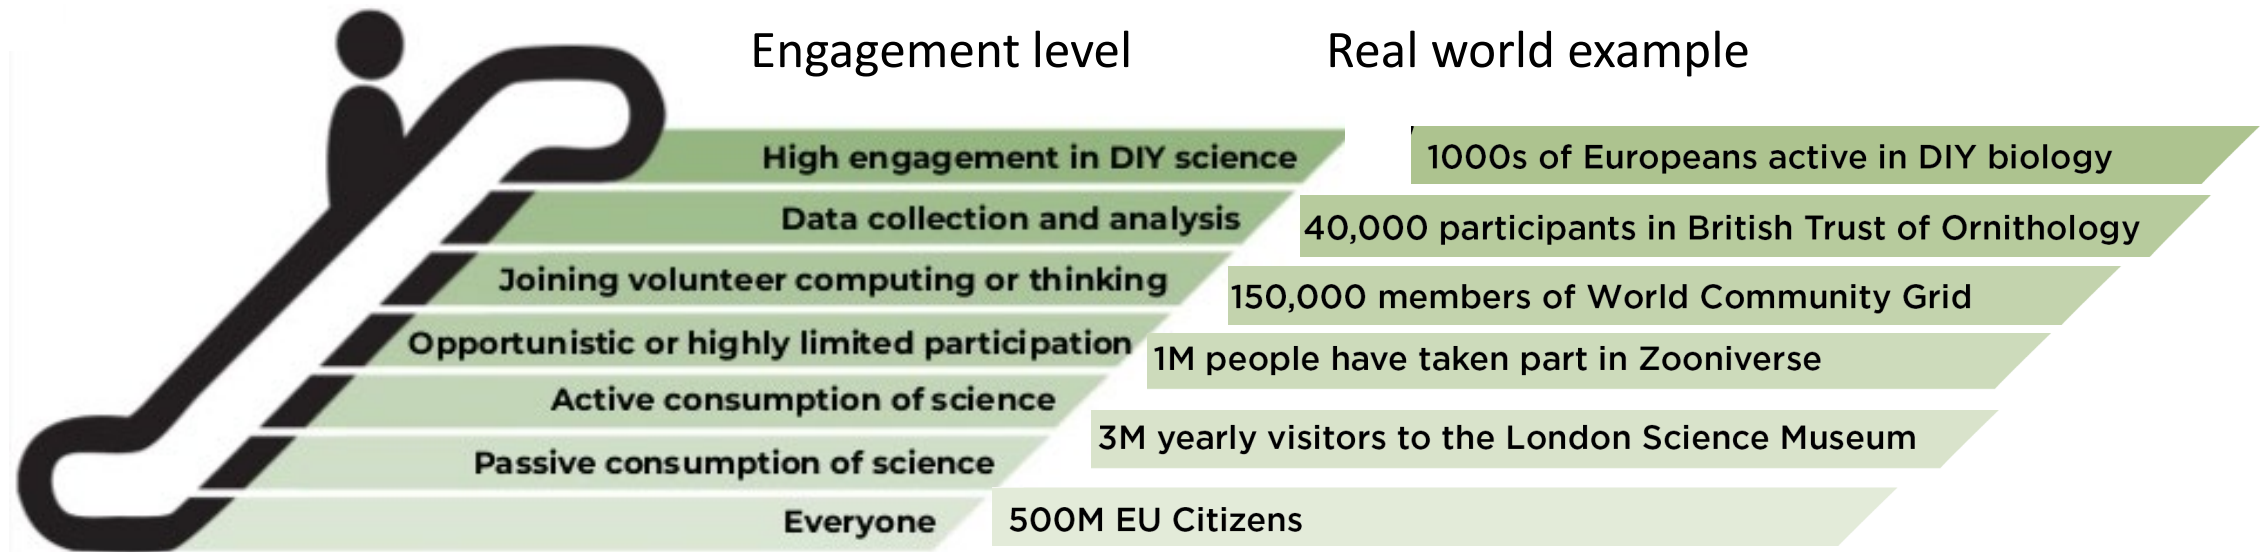 Engagement level
Real world example
High engagement in DIY science
1000s of Europeans active in DIY biology
Data collection and analysis
40,000 participants in British Trust of Ornithology
Joining volunteer computing or thinking
150,000 members of World Community Grid
Opportunistic or highly limited participation
1M people have taken part in Zooniverse
Active consumption of science
3M yearly visitors to the London Science Museum
Passive consumption of science
Everyone
500M EU Citizens